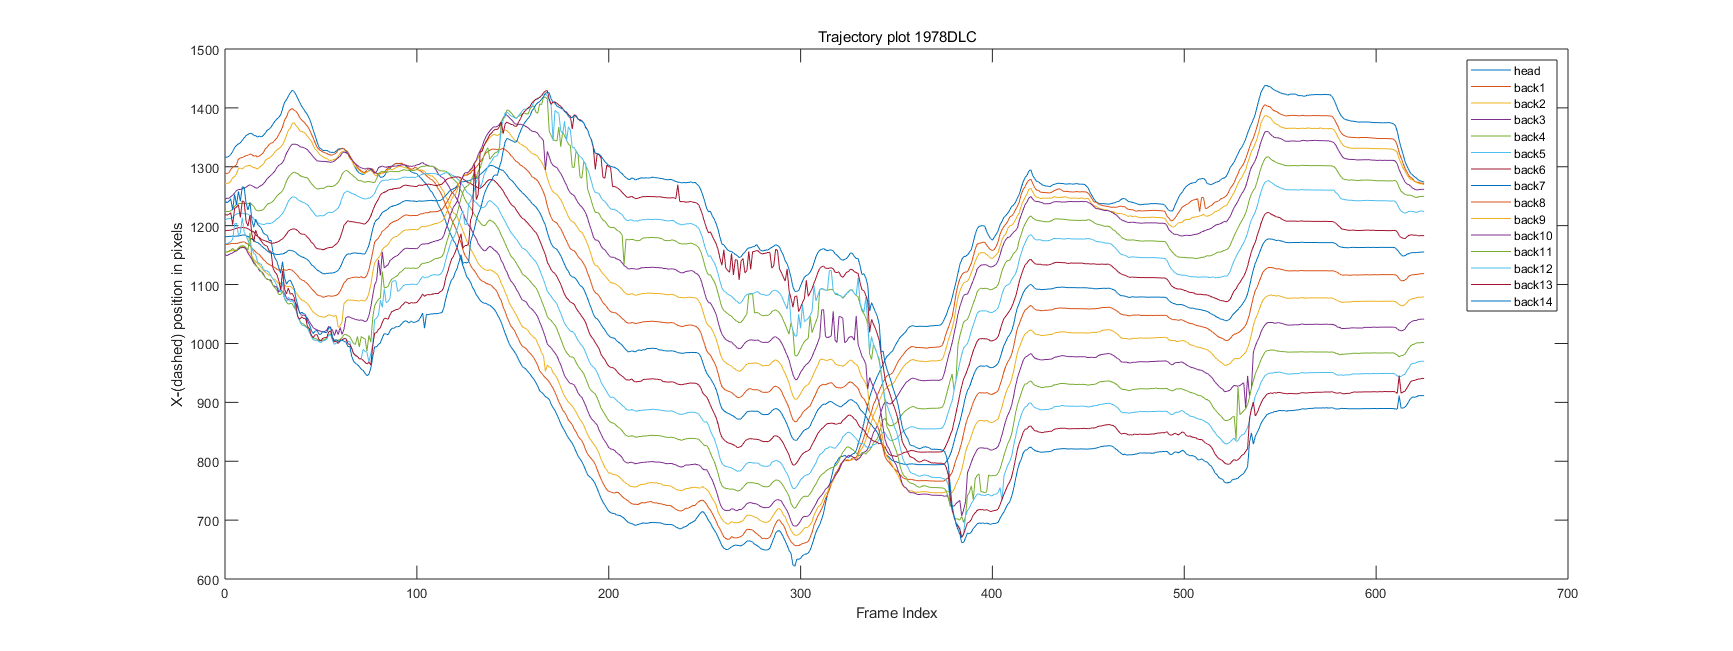 Trajectory plot 1978DLC
X-(dashed) position in pixels
1500
1400
1300
1200
1100
1000
900
800
700
600
0
100
200
300
400
500
600
700
Frame Index
head
back1
back2
back3
back4
back5
back6
back7
back8
back9
back10
back11
back12
back13
back14